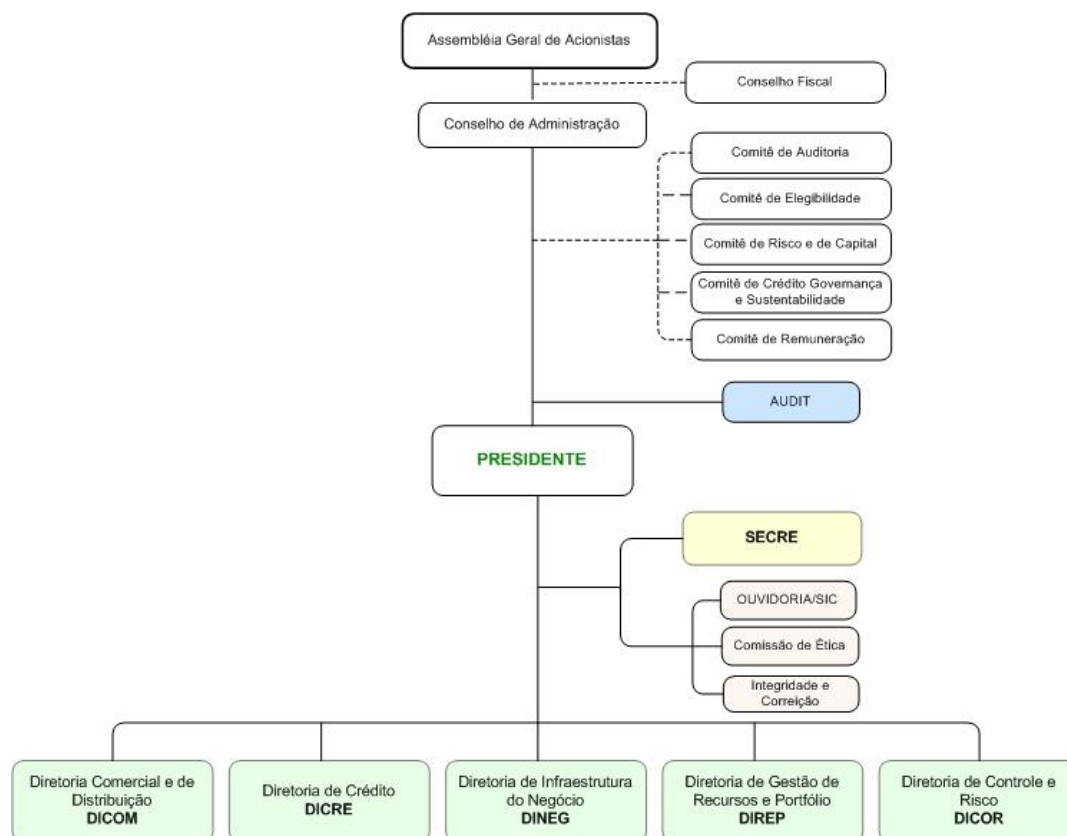 Assembléia Geral de Acionistas
Conselho Fiscal
Conselho de Administração
Comitê de Auditoria
Comitê de Elegibilidade
Comitê de Risco e de Capital
Comitê de Crédito Governança
e Sustentabilidade
Comitê de Remuneração
AUDIT
PRESIDENTE
SECRE
OUVIDORIA/SIC
Comissão de Ética
Integridade e
Correição
Diretoria Comercial e de
Distribuição
DICOM
Diretoria de Crédito
DICRE
Diretoria de Infraestrutura
do Negócio
DINEG
Diretoria de Gestão de
Recursos e Portfólio
DIREP
Diretoria de Controle e
Risco
DICOR